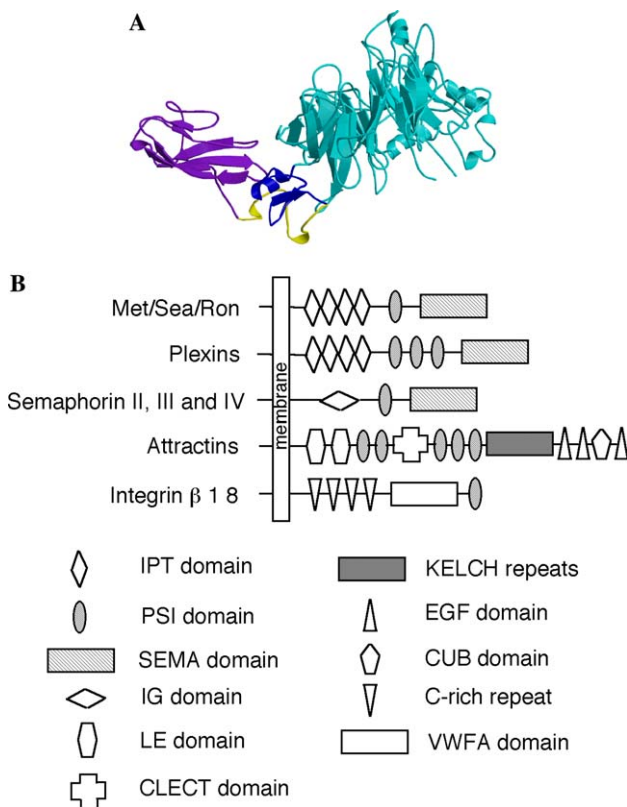 A
B
Met/Sea/Ron
Plexins
Semaphorin II, III and IV
Attractins
Integrin β 1 8
membrane
IPT domain
KELCH repeats
PSI domain
EGF domain
SEMA domain
CUB domain
IG domain
C-rich repeat
LE domain
VWFA domain
CLECT domain